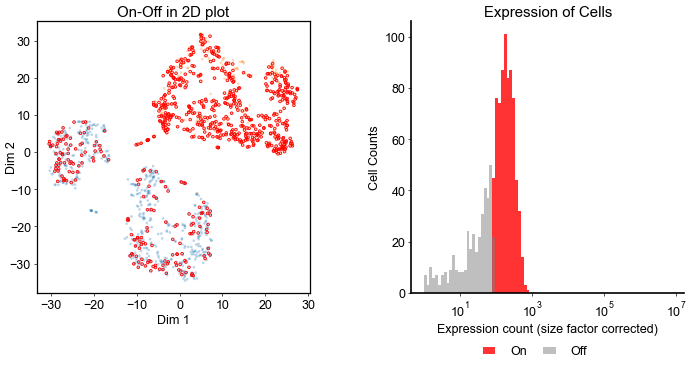 On-Off in 2D plot
Dim 2
30
20
10
0
−10
−20
−30
−30 −20 −10 0 10 20 30
Dim 1
Expression of Cells
Cell Counts
100
80
60
40
20
0
10^1 10^3 10^5 10^7
Expression count (size factor corrected)
On Off